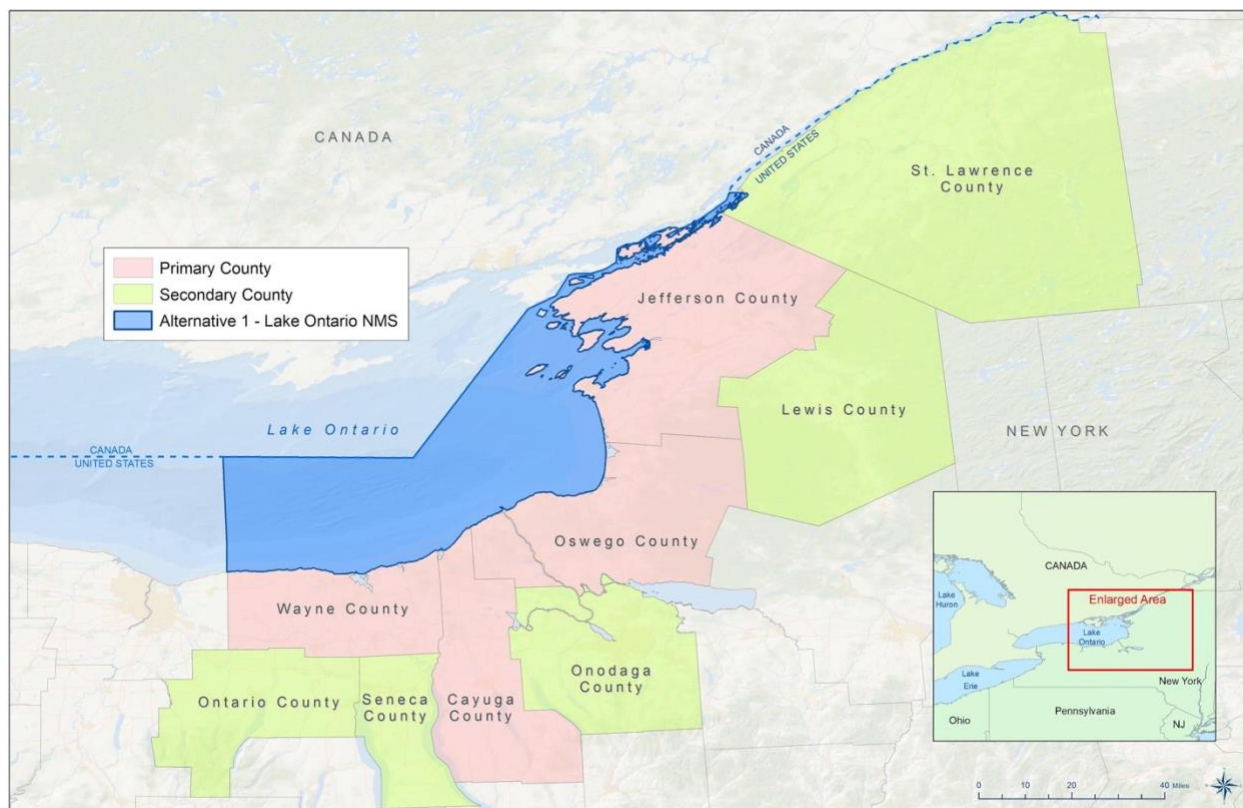 CANADA
CANADA
UNITED STATES
St. Lawrence
County
Primary County
Secondary County
Alternative 1 - Lake Ontario NMS
Jefferson County
Lewis County
Lake Ontario
NEW YORK
CANADA
UNITED STATES
Oswego County
Wayne County
Onodaga
County
Ontario County
Seneca
County
Cayuga
County
CANADA
Enlarged Area
Lake
Huron
Lake
Ontario
Lake
Erie
New York
Pennsylvania
Ohio
NJ
0 10 20 40 Miles